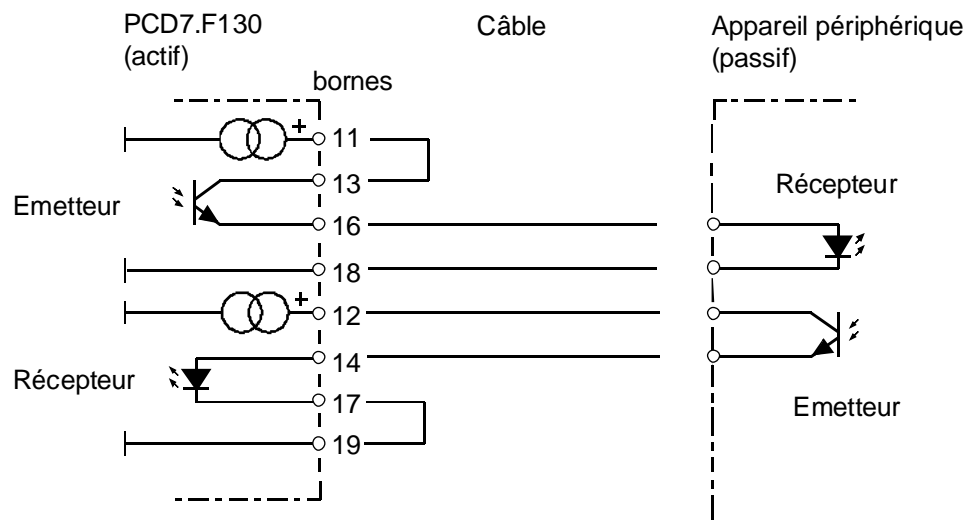 PCD7.F130
(actif)
Câble
Appareil périphérique
(passif)
bornes
+
11
13
Emetteur
Récepteur
16
18
+
12
14
Récepteur
17
Emetteur
19